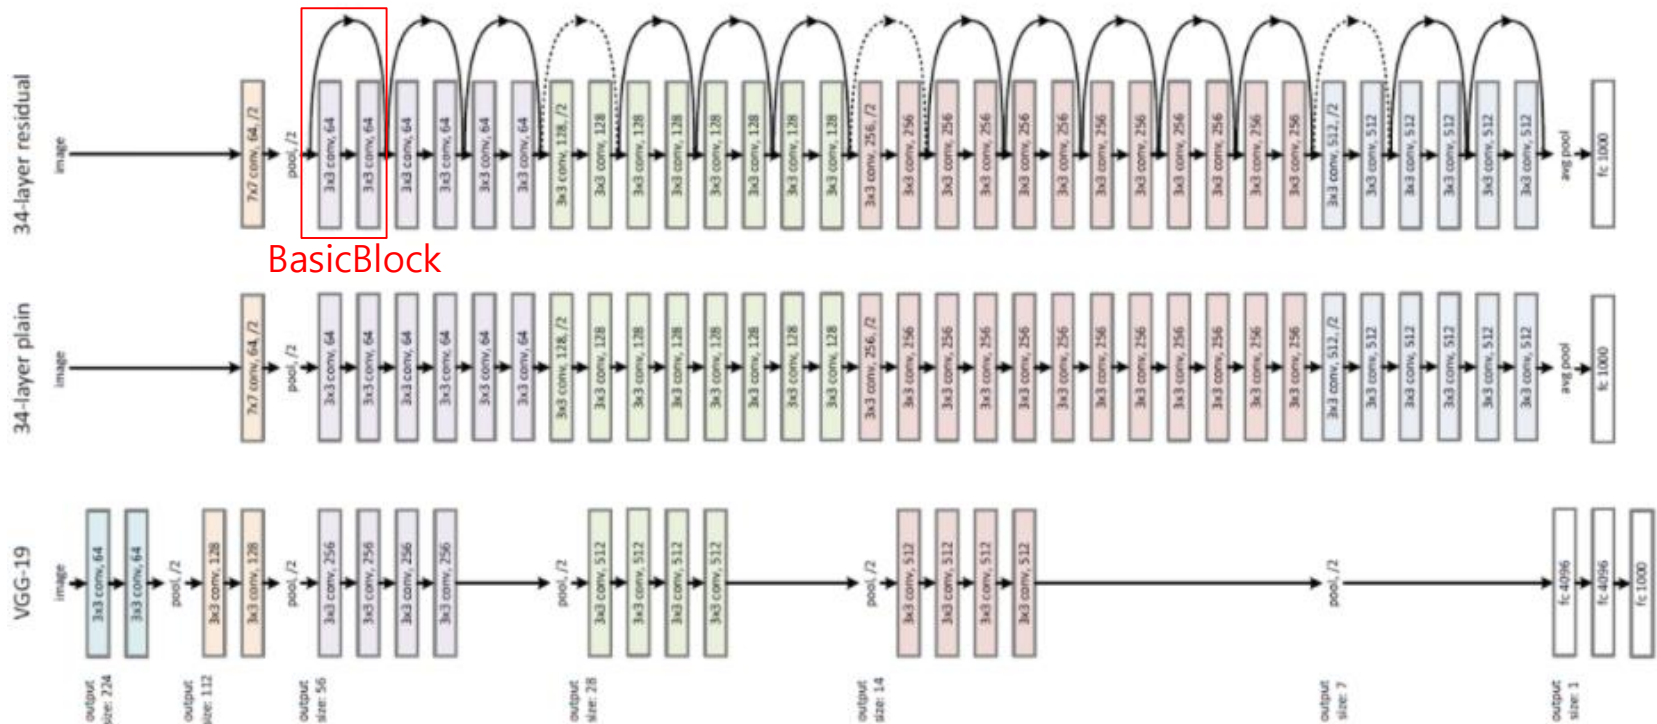 34-layer residual
image
7x7 conv, 64, /2
pool, /2
3x3 conv, 64
3x3 conv, 64
3x3 conv, 64
3x3 conv, 64
3x3 conv, 64
3x3 conv, 64
3x3 conv, 128, /2
3x3 conv, 128
3x3 conv, 128
3x3 conv, 128
3x3 conv, 128
3x3 conv, 128
3x3 conv, 128
3x3 conv, 128
3x3 conv, 256, /2
3x3 conv, 256
3x3 conv, 256
3x3 conv, 256
3x3 conv, 256
3x3 conv, 256
3x3 conv, 256
3x3 conv, 256
3x3 conv, 256
3x3 conv, 256
3x3 conv, 256
3x3 conv, 256
3x3 conv, 512, /2
3x3 conv, 512
3x3 conv, 512
3x3 conv, 512
3x3 conv, 512
3x3 conv, 512
avg pool
fc 1000
BasicBlock
34-layer plain
image
7x7 conv, 64, /2
pool, /2
3x3 conv, 64
3x3 conv, 64
3x3 conv, 64
3x3 conv, 64
3x3 conv, 64
3x3 conv, 64
3x3 conv, 128, /2
3x3 conv, 128
3x3 conv, 128
3x3 conv, 128
3x3 conv, 128
3x3 conv, 128
3x3 conv, 128
3x3 conv, 128
3x3 conv, 256, /2
3x3 conv, 256
3x3 conv, 256
3x3 conv, 256
3x3 conv, 256
3x3 conv, 256
3x3 conv, 256
3x3 conv, 256
3x3 conv, 256
3x3 conv, 256
3x3 conv, 256
3x3 conv, 256
3x3 conv, 512, /2
3x3 conv, 512
3x3 conv, 512
3x3 conv, 512
3x3 conv, 512
3x3 conv, 512
avg pool
fc 1000
VGG-19
image
3x3 conv, 64
3x3 conv, 64
pool, /2
3x3 conv, 128
3x3 conv, 128
pool, /2
3x3 conv, 256
3x3 conv, 256
3x3 conv, 256
3x3 conv, 256
pool, /2
3x3 conv, 512
3x3 conv, 512
3x3 conv, 512
3x3 conv, 512
pool, /2
3x3 conv, 512
3x3 conv, 512
3x3 conv, 512
3x3 conv, 512
pool, /2
fc 4096
fc 4096
fc 1000
output
size: 224
output
size: 112
output
size: 56
output
size: 28
output
size: 14
output
size: 7
output
size: 1